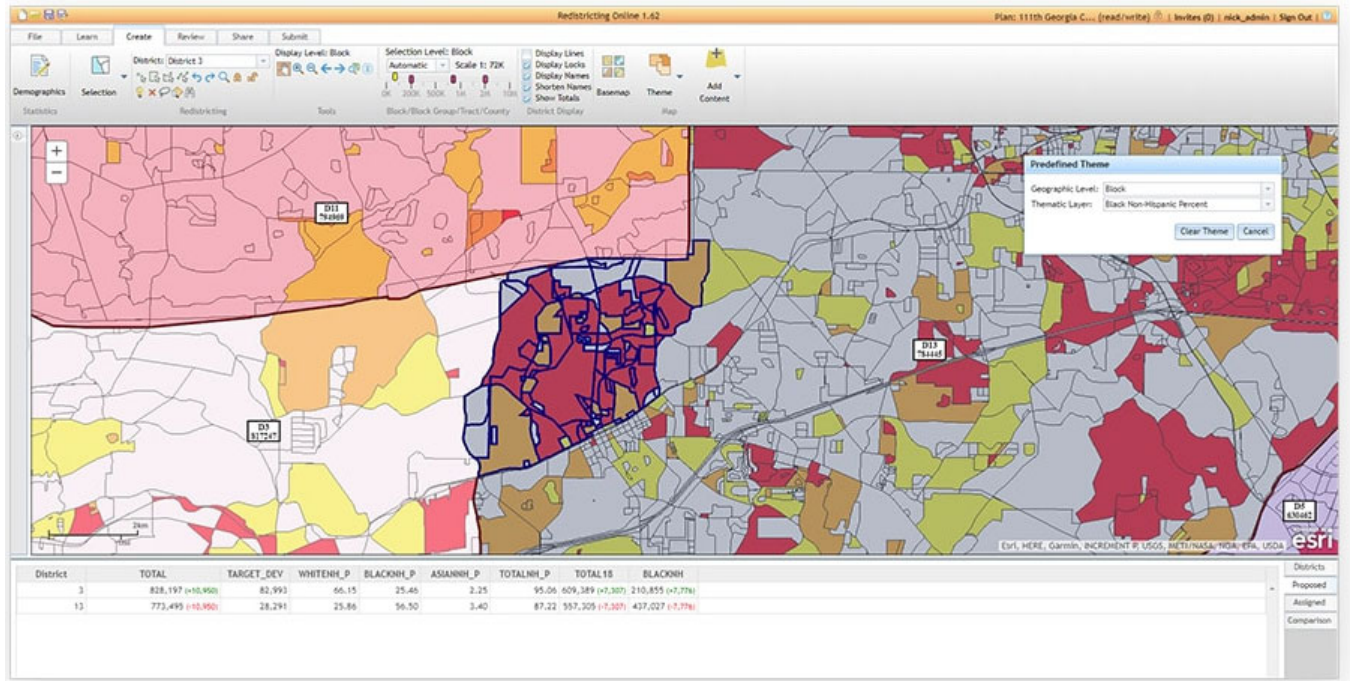 Redistricting Online 1.62
Plan: 111th Georgia C... (read/write) | Invites (0) | nick_admin | Sign Out |
File Learn Create Review Share Submit
District: District 3
Display Level: Block
Selection Level: Block
Automatic Scale 1: 72K
0K 200K 500K 1M 2M 10M
Display Lines
Display Locks
Display Names
Shorten Names
Show Totals
Demographics Selection Basemap Theme Add Content
Statistics Redistricting Tools Block/Block Group/Tract/County District Display Map
+
−
Predefined Theme
Geographic Level: Block
Thematic Layer: Black Non-Hispanic Percent
Clear Theme Cancel
D11
D13
784445
D3
817247
D5
630462
2km
Esri, HERE, Garmin, INCREMENT P, USGS, METI/NASA, NGA, EPA, USDA
esri
District TOTAL TARGET_DEV WHITENH_P BLACKNH_P ASIANNH_P TOTALNH_P TOTAL18 BLACKNH
3 828,197 (+10,950) 82,993 66.15 25.46 2.25 95.06 609,389 (+7,307) 210,855 (+7,776)
13 773,495 (-10,950) 28,291 25.86 56.50 3.40 87.22 557,305 (-7,307) 437,027 (-7,776)
Districts
Proposed
Assigned
Comparison